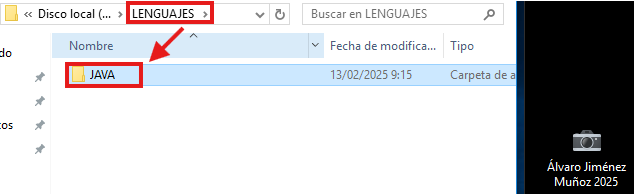 Disco local (...
LENGUAJES
Buscar en LENGUAJES
Nombre
Fecha de modifica...
Tipo
do
JAVA
13/02/2025 9:15
Carpeta de a
tos
Álvaro Jiménez
Muñoz 2025